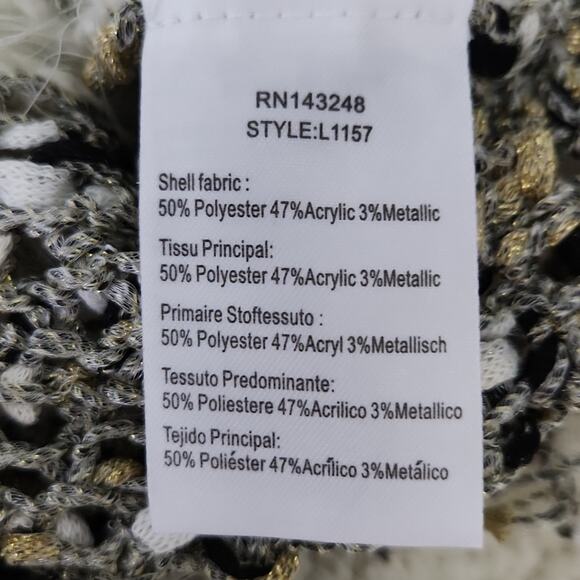 RN143248
STYLE:L1157
Shell fabric :
50% Polyester 47%Acrylic 3%Metallic
Tissu Principal:
50% Polyester 47%Acrylic 3%Metallic
Primaire Stoftessuto :
50% Polyester 47%Acryl 3%Metallisch
Tessuto Predominante:
50% Poliestere 47%Acrilico 3%Metallico
Tejido Principal:
50% Poliéster 47%Acrílico 3%Metálico